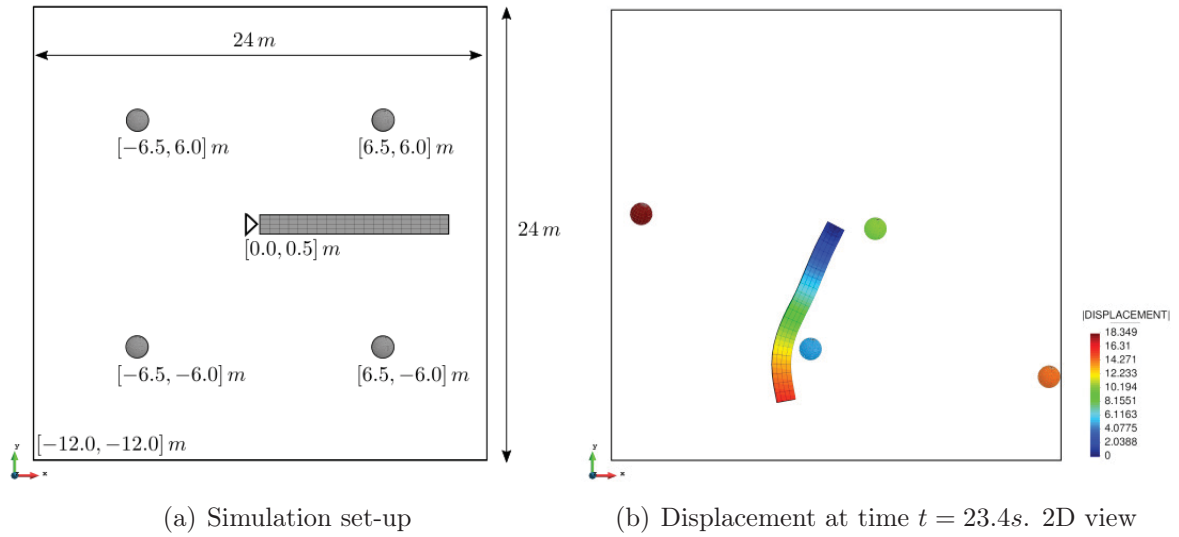 24 m
[−6.5, 6.0] m
[6.5, 6.0] m
[0.0, 0.5] m
24 m
[−6.5, −6.0] m
[6.5, −6.0] m
[−12.0, −12.0] m
y
x
(a) Simulation set-up
|DISPLACEMENT|
18.349
16.31
14.271
12.233
10.194
8.1551
6.1163
4.0775
2.0388
0
y
x
(b) Displacement at time t = 23.4s. 2D view